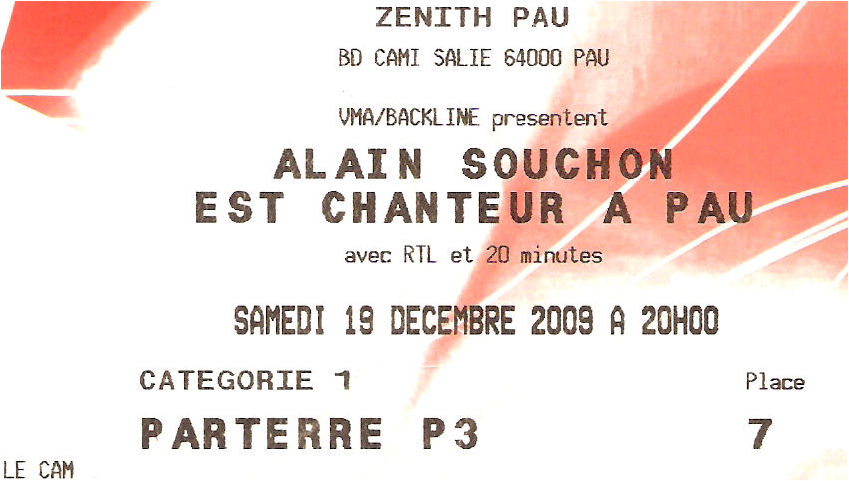 ZENITH PAU
BD CAMI SALIE 64000 PAU
VMA/BACKLINE presentent
ALAIN SOUCHON
EST CHANTEUR A PAU
avec RTL et 20 minutes
SAMEDI 19 DECEMBRE 2009 A 20H00
CATEGORIE 1 Place
PARTERRE P3 7
LE CAM